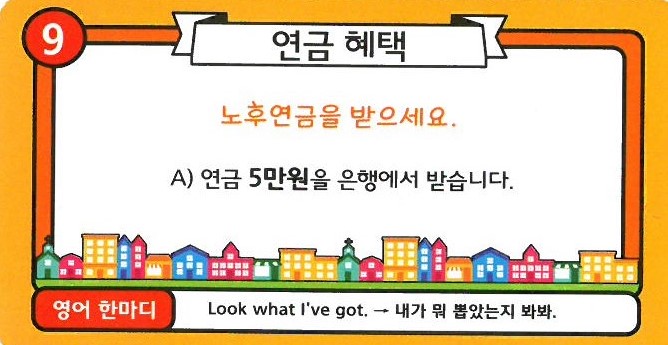 9
연금 혜택
노후연금을 받으세요.
A) 연금 5만원을 은행에서 받습니다.
영어 한마디
Look what I've got. → 내가 뭐 뽑았는지 봐봐.